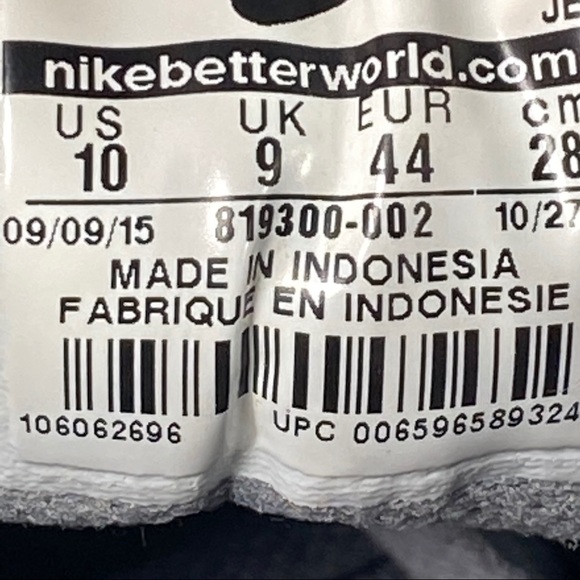 JE
nikebetterworld.com
US UK EUR cm
10 9 44 28
09/09/15 819300-002 10/27
MADE IN INDONESIA
FABRIQUE EN INDONESIE
106062696 UPC 006596589324